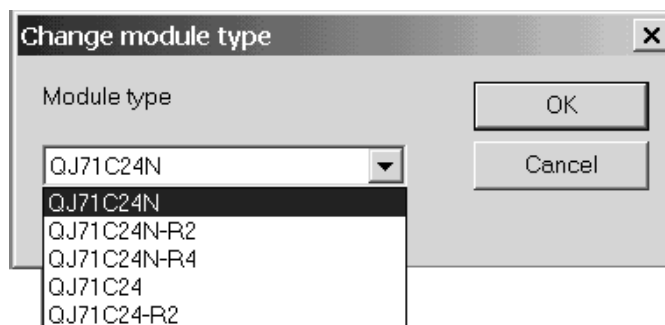 Change module type
Module type
OK
QJ71C24N
Cancel
QJ71C24N
QJ71C24N-R2
QJ71C24N-R4
QJ71C24
QJ71C24-R2